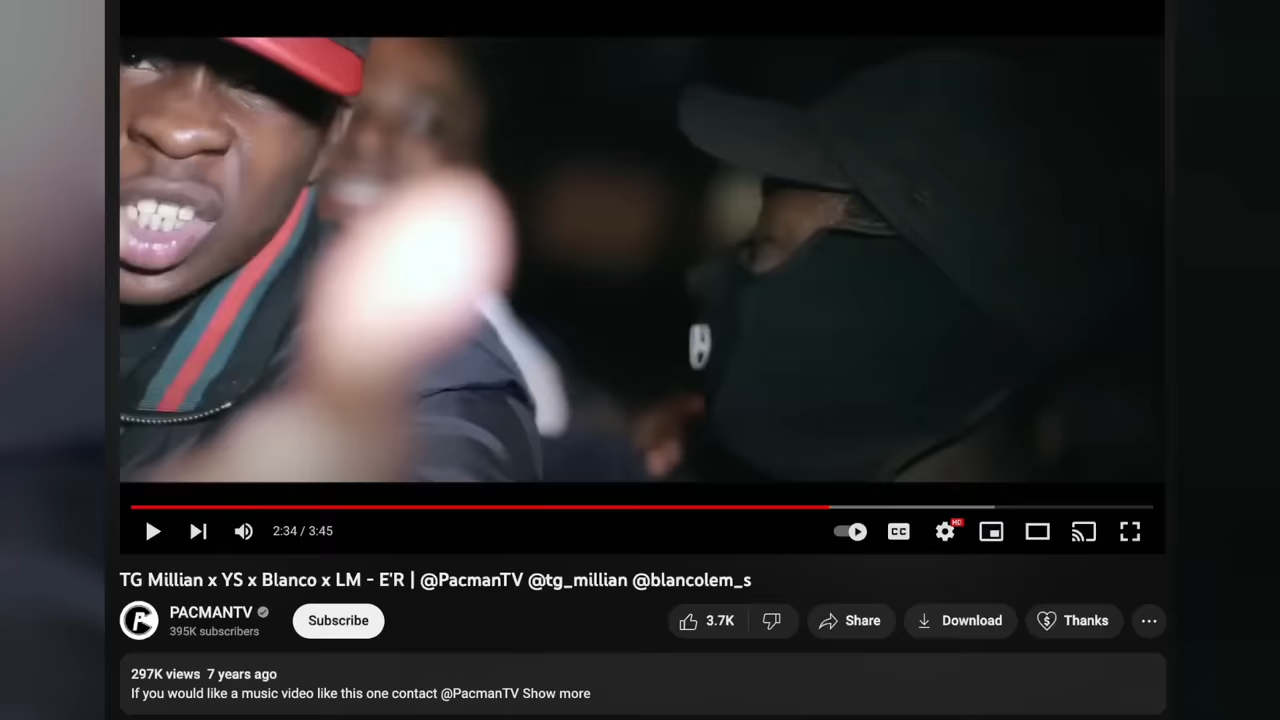 2:34 / 3:45
CC
HD
TG Millian x YS x Blanco x LM - E'R | @PacmanTV @tg_millian @blancolem_s
PACMANTV
395K subscribers
Subscribe
3.7K
Share
Download
Thanks
297K views 7 years ago
If you would like a music video like this one contact @PacmanTV Show more